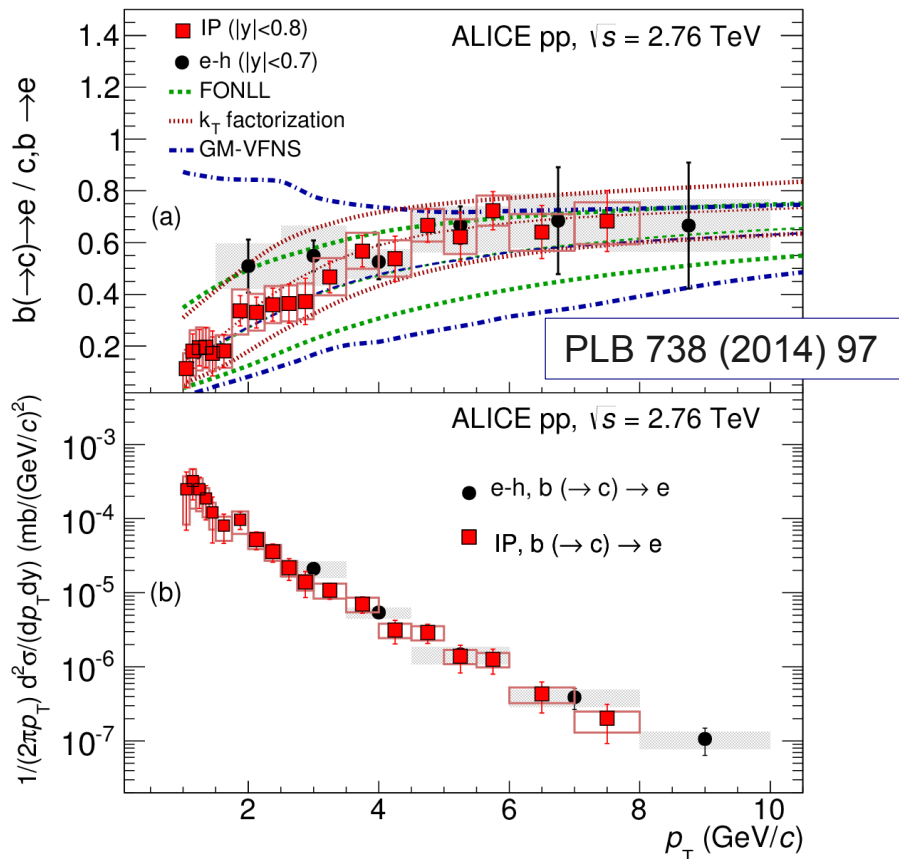 1.4
1.2
1
0.8
0.6
0.4
0.2
b(→c)→e / c,b→e
IP (|y|<0.8)
e-h (|y|<0.7)
FONLL
k_T factorization
GM-VFNS
ALICE pp, √s = 2.76 TeV
(a)
PLB 738 (2014) 97
ALICE pp, √s = 2.76 TeV
e-h, b (→ c) → e
IP, b (→ c) → e
(b)
10⁻³
10⁻⁴
10⁻⁵
10⁻⁶
10⁻⁷
1/(2πp_T) d²σ/(dp_Tdy) (mb/(GeV/c)²)
2 4 6 8 10
p_T (GeV/c)